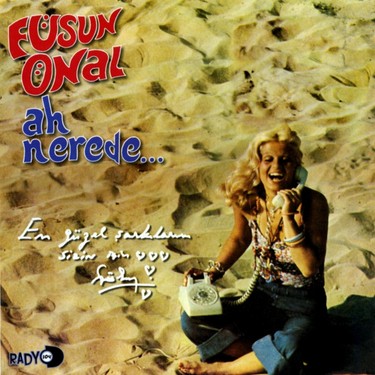 FÜSUN
ÖNAL
ah
nerede...
En güzel şarkılarım
sizin için
RADYO